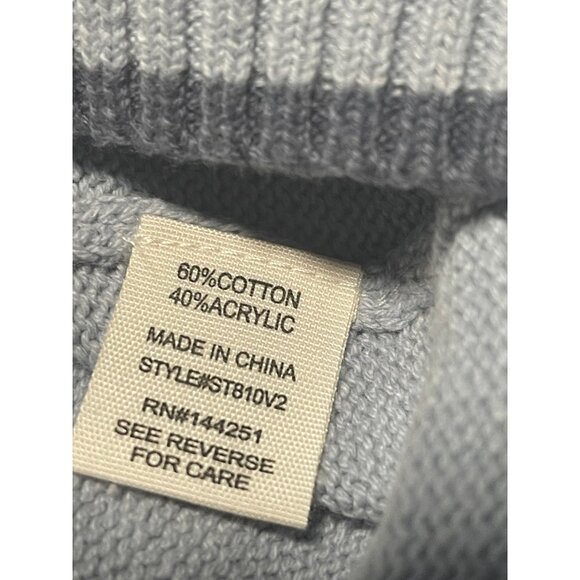 60%COTTON
40%ACRYLIC
MADE IN CHINA
STYLE#ST810V2
RN#144251
SEE REVERSE
FOR CARE